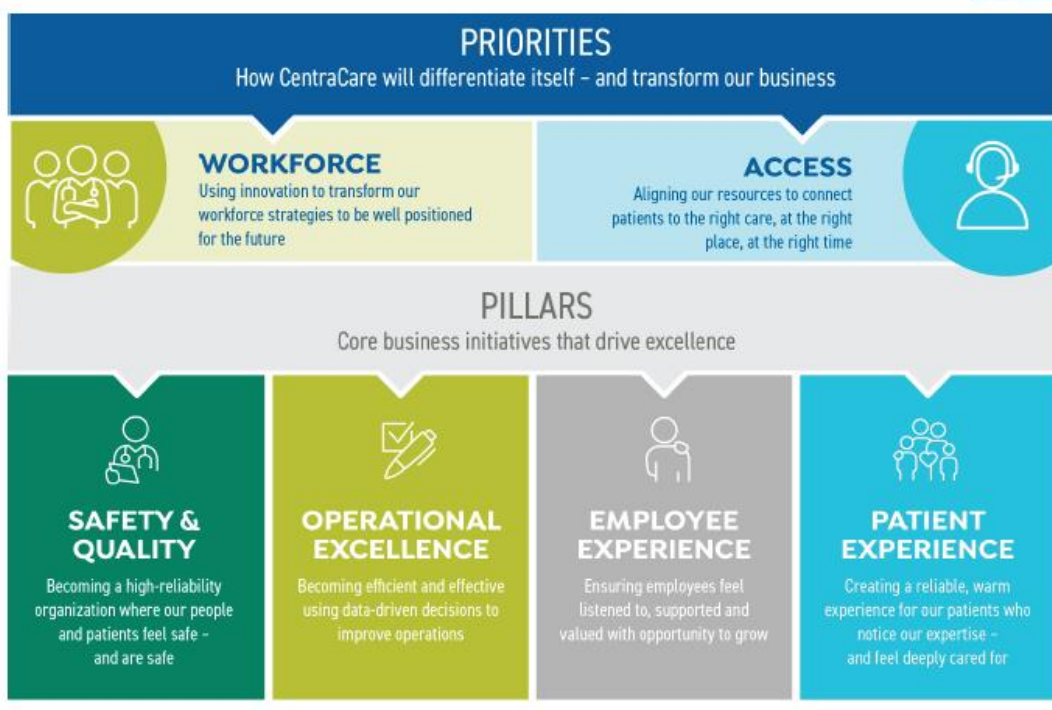 PRIORITIES
How CentraCare will differentiate itself – and transform our business
WORKFORCE
Using innovation to transform our
workforce strategies to be well positioned
for the future
ACCESS
Aligning our resources to connect
patients to the right care, at the right
place, at the right time
PILLARS
Core business initiatives that drive excellence
SAFETY &
QUALITY
Becoming a high-reliability
organization where our people
and patients feel safe –
and are safe
OPERATIONAL
EXCELLENCE
Becoming efficient and effective
using data-driven decisions to
improve operations
EMPLOYEE
EXPERIENCE
Ensuring employees feel
listened to, supported and
valued with opportunity to grow
PATIENT
EXPERIENCE
Creating a reliable, warm
experience for our patients who
notice our expertise –
and feel deeply cared for